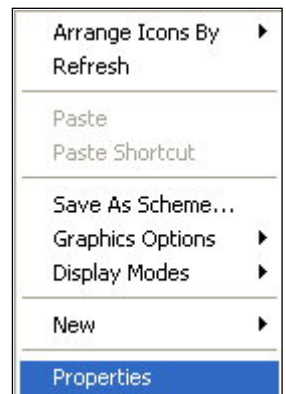 Arrange Icons By
Refresh
Paste
Paste Shortcut
Save As Scheme...
Graphics Options
Display Modes
New
Properties